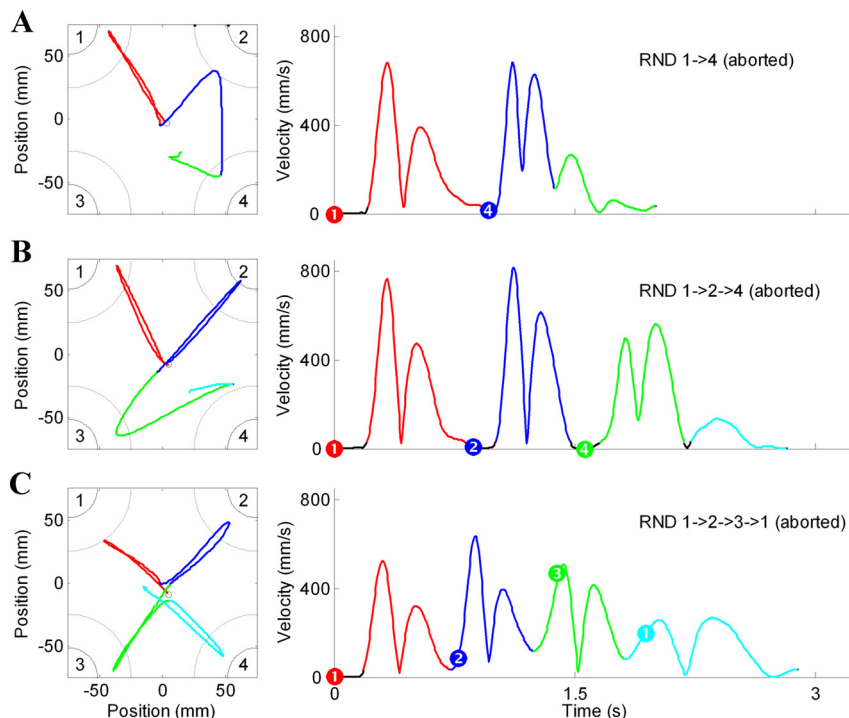 A
1 2
3 4
50
0
-50
Position (mm)
800
400
0
Velocity (mm/s)
RND 1->4 (aborted)
1 4
B
1 2
3 4
50
0
-50
Position (mm)
800
400
0
Velocity (mm/s)
RND 1->2->4 (aborted)
1 2 4
C
1 2
3 4
50
0
-50
Position (mm)
-50 0 50
Position (mm)
800
400
0
Velocity (mm/s)
RND 1->2->3->1 (aborted)
1 2 3 1
0 1.5 3
Time (s)